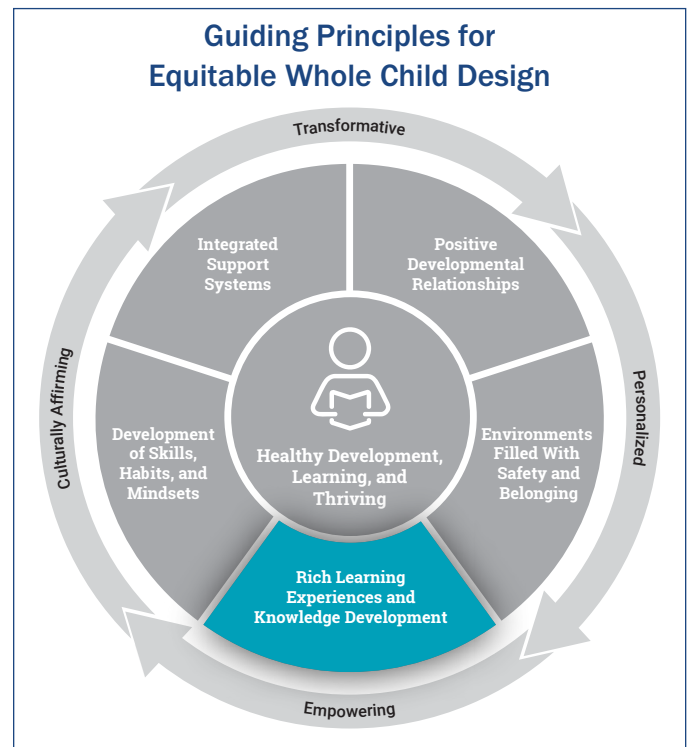 Guiding Principles for
Equitable Whole Child Design
Transformative
Integrated
Support
Systems
Positive
Developmental
Relationships
Culturally Affirming
Personalized
Development
of Skills,
Habits, and
Mindsets
Healthy Development,
Learning, and
Thriving
Environments
Filled With
Safety and
Belonging
Rich Learning
Experiences and
Knowledge Development
Empowering